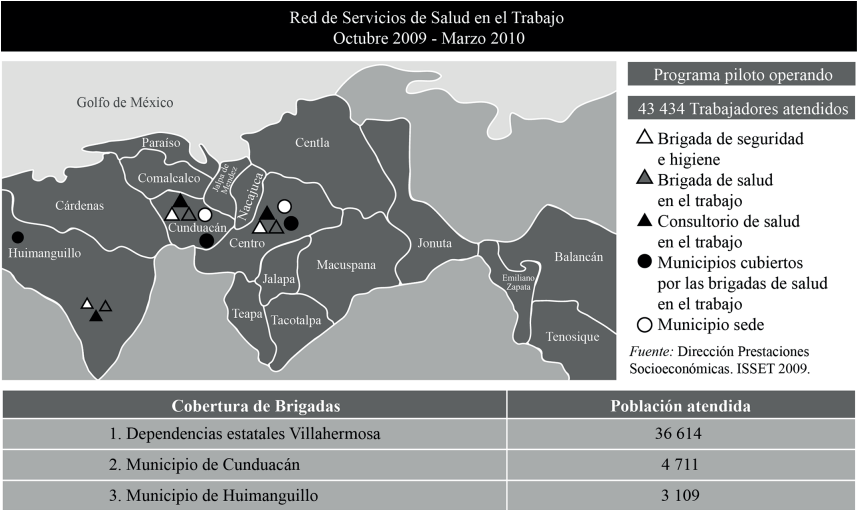 Red de Servicios de Salud en el Trabajo
Octubre 2009 - Marzo 2010
Golfo de México
Paraíso
Comalcalco
Jalpa de
Mendez
Nacajuca
Centla
Cárdenas
Cunduacán
Centro
Huimanguillo
Jalapa
Macuspana
Jonuta
Teapa
Tacotalpa
Emiliano
Zapata
Balancán
Tenosique
Programa piloto operando
43 434 Trabajadores atendidos
Brigada de seguridad
e higiene
Brigada de salud
en el trabajo
Consultorio de salud
en el trabajo
Municipios cubiertos
por las brigadas de salud
en el trabajo
Municipio sede
Fuente: Dirección Prestaciones
Socioeconómicas. ISSET 2009.
Cobertura de Brigadas Población atendida
1. Dependencias estatales Villahermosa 36 614
2. Municipio de Cunduacán 4 711
3. Municipio de Huimanguillo 3 109